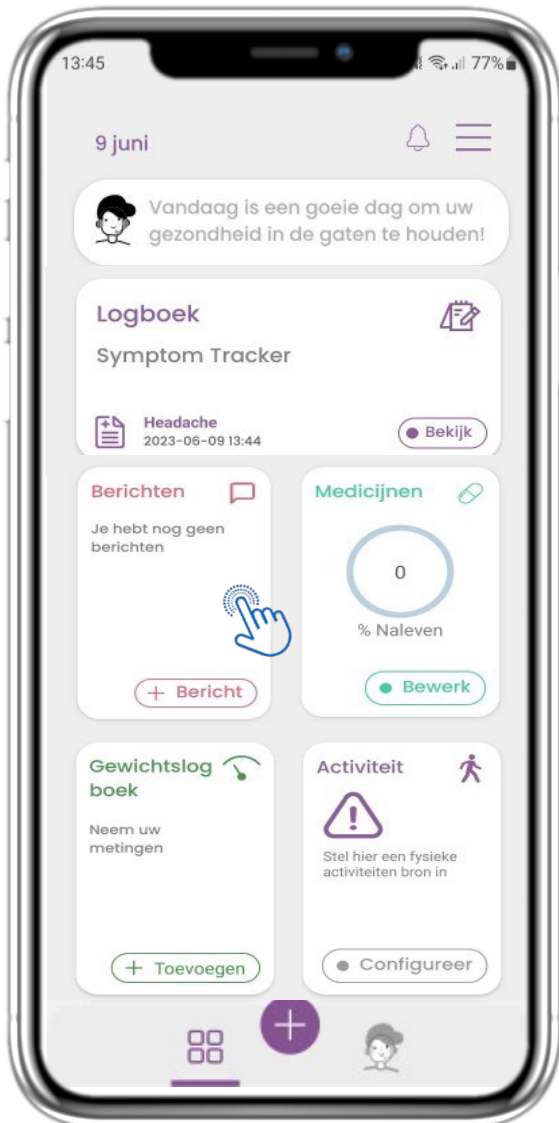 13:45
77%
9 juni
Vandaag is een goeie dag om uw
gezondheid in de gaten te houden!
Logboek
Symptom Tracker
Headache
2023-06-09 13:44
Bekijk
Berichten
Je hebt nog geen
berichten
+ Bericht
Medicijnen
0
% Naleven
Bewerk
Gewichtslog
boek
Neem uw
metingen
+ Toevoegen
Activiteit
Stel hier een fysieke
activiteiten bron in
Configureer